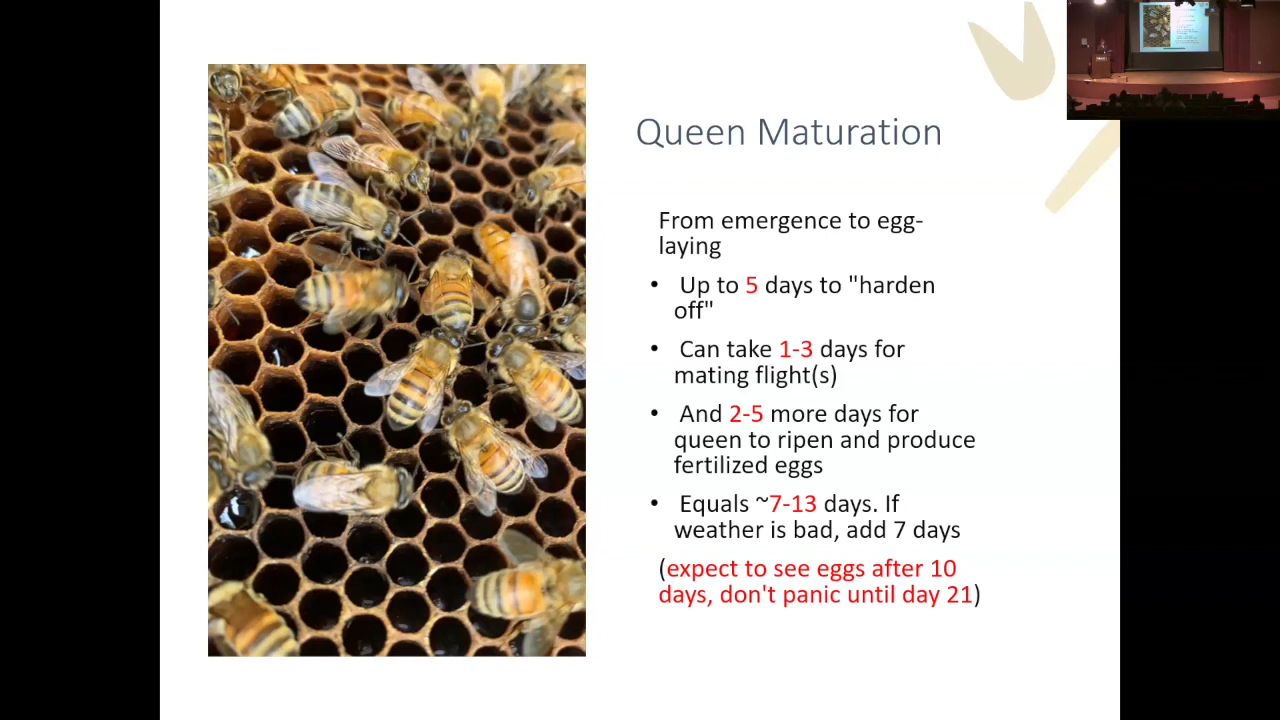 Queen Maturation
From emergence to egg-
laying
• Up to 5 days to "harden
off"
• Can take 1-3 days for
mating flight(s)
• And 2-5 more days for
queen to ripen and produce
fertilized eggs
• Equals ~7-13 days. If
weather is bad, add 7 days
(expect to see eggs after 10
days, don't panic until day 21)